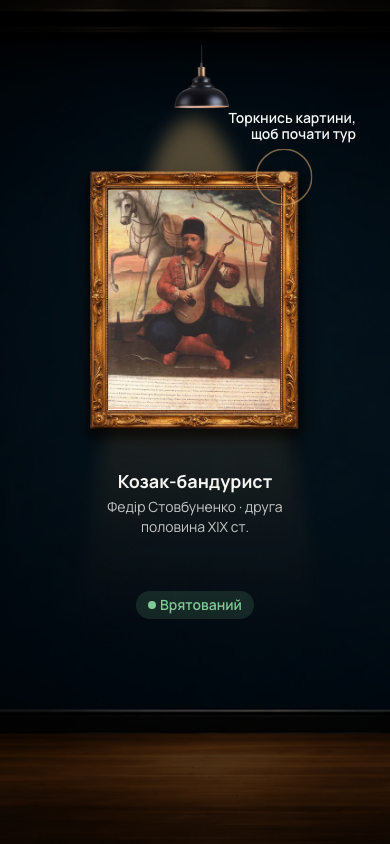 Торкнись картини,
щоб почати тур
Козак-бандурист
Федір Стовбуненко · друга
половина XIX ст.
Врятований